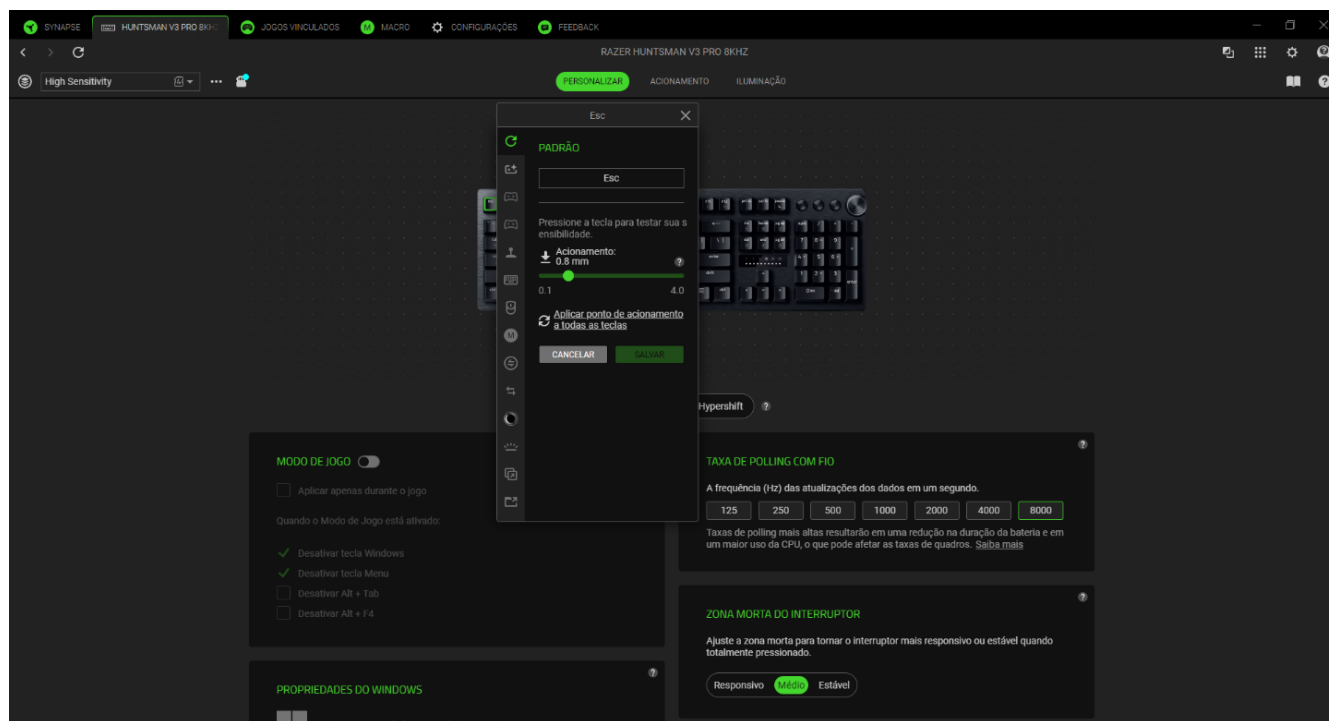 SYNAPSE
HUNTSMAN V3 PRO 8KHZ
JOGOS VINCULADOS
MACRO
CONFIGURAÇÕES
FEEDBACK
RAZER HUNTSMAN V3 PRO 8KHZ
High Sensitivity
PERSONALIZAR
ACIONAMENTO
ILUMINAÇÃO
Esc
PADRÃO
Esc
Pressione a tecla para testar sua s
ensibilidade.
Acionamento:
0.8 mm
0.1
4.0
Aplicar ponto de acionamento
a todas as teclas
CANCELAR
SALVAR
Hypershift
MODO DE JOGO
Aplicar apenas durante o jogo
Quando o Modo de Jogo está ativado:
Desativar tecla Windows
Desativar tecla Menu
Desativar Alt + Tab
Desativar Alt + F4
PROPRIEDADES DO WINDOWS
TAXA DE POLLING COM FIO
A frequência (Hz) das atualizações dos dados em um segundo.
125 250 500 1000 2000 4000 8000
Taxas de polling mais altas resultarão em uma redução na duração da bateria e em
um maior uso da CPU, o que pode afetar as taxas de quadros. Saiba mais
ZONA MORTA DO INTERRUPTOR
Ajuste a zona morta para tornar o interruptor mais responsivo ou estável quando
totalmente pressionado.
Responsivo Médio Estável